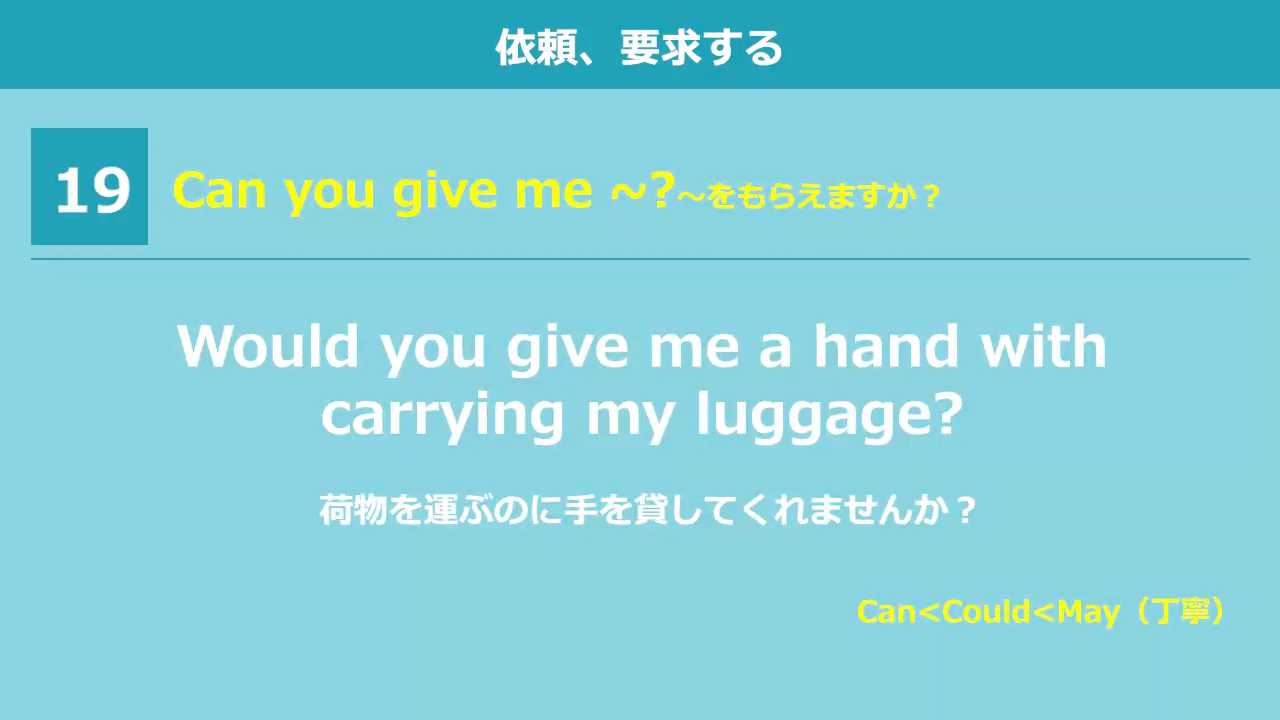 依頼、要求する
19
Can you give me ~?～をもらえますか？
Would you give me a hand with
carrying my luggage?
荷物を運ぶのに手を貸してくれませんか？
Can<Could<May（丁寧）